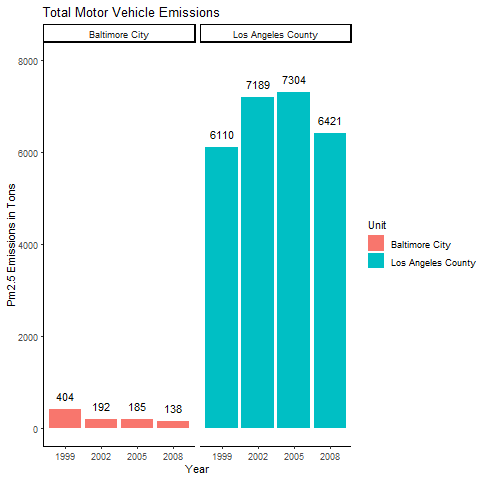 Total Motor Vehicle Emissions
Baltimore City
Los Angeles County
Pm2.5 Emissions in Tons
8000
6000
4000
2000
0
404
192
185
138
6110
7189
7304
6421
1999
2002
2005
2008
1999
2002
2005
2008
Year
Unit
Baltimore City
Los Angeles County